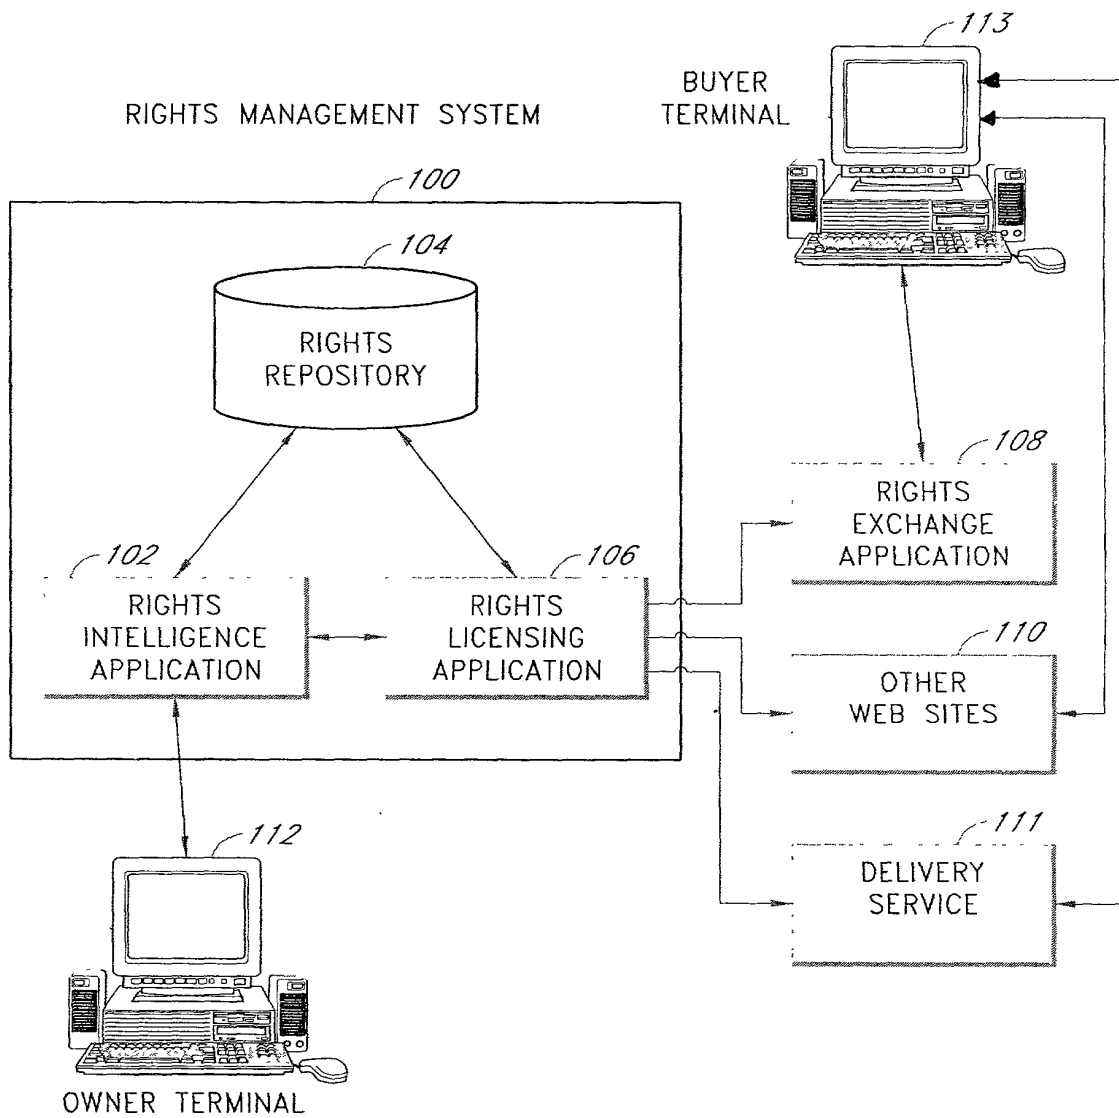 113
BUYER
TERMINAL
RIGHTS MANAGEMENT SYSTEM
100
104
RIGHTS
REPOSITORY
108
RIGHTS
EXCHANGE
APPLICATION
102
RIGHTS
INTELLIGENCE
APPLICATION
106
RIGHTS
LICENSING
APPLICATION
110
OTHER
WEB SITES
111
DELIVERY
SERVICE
112
OWNER TERMINAL